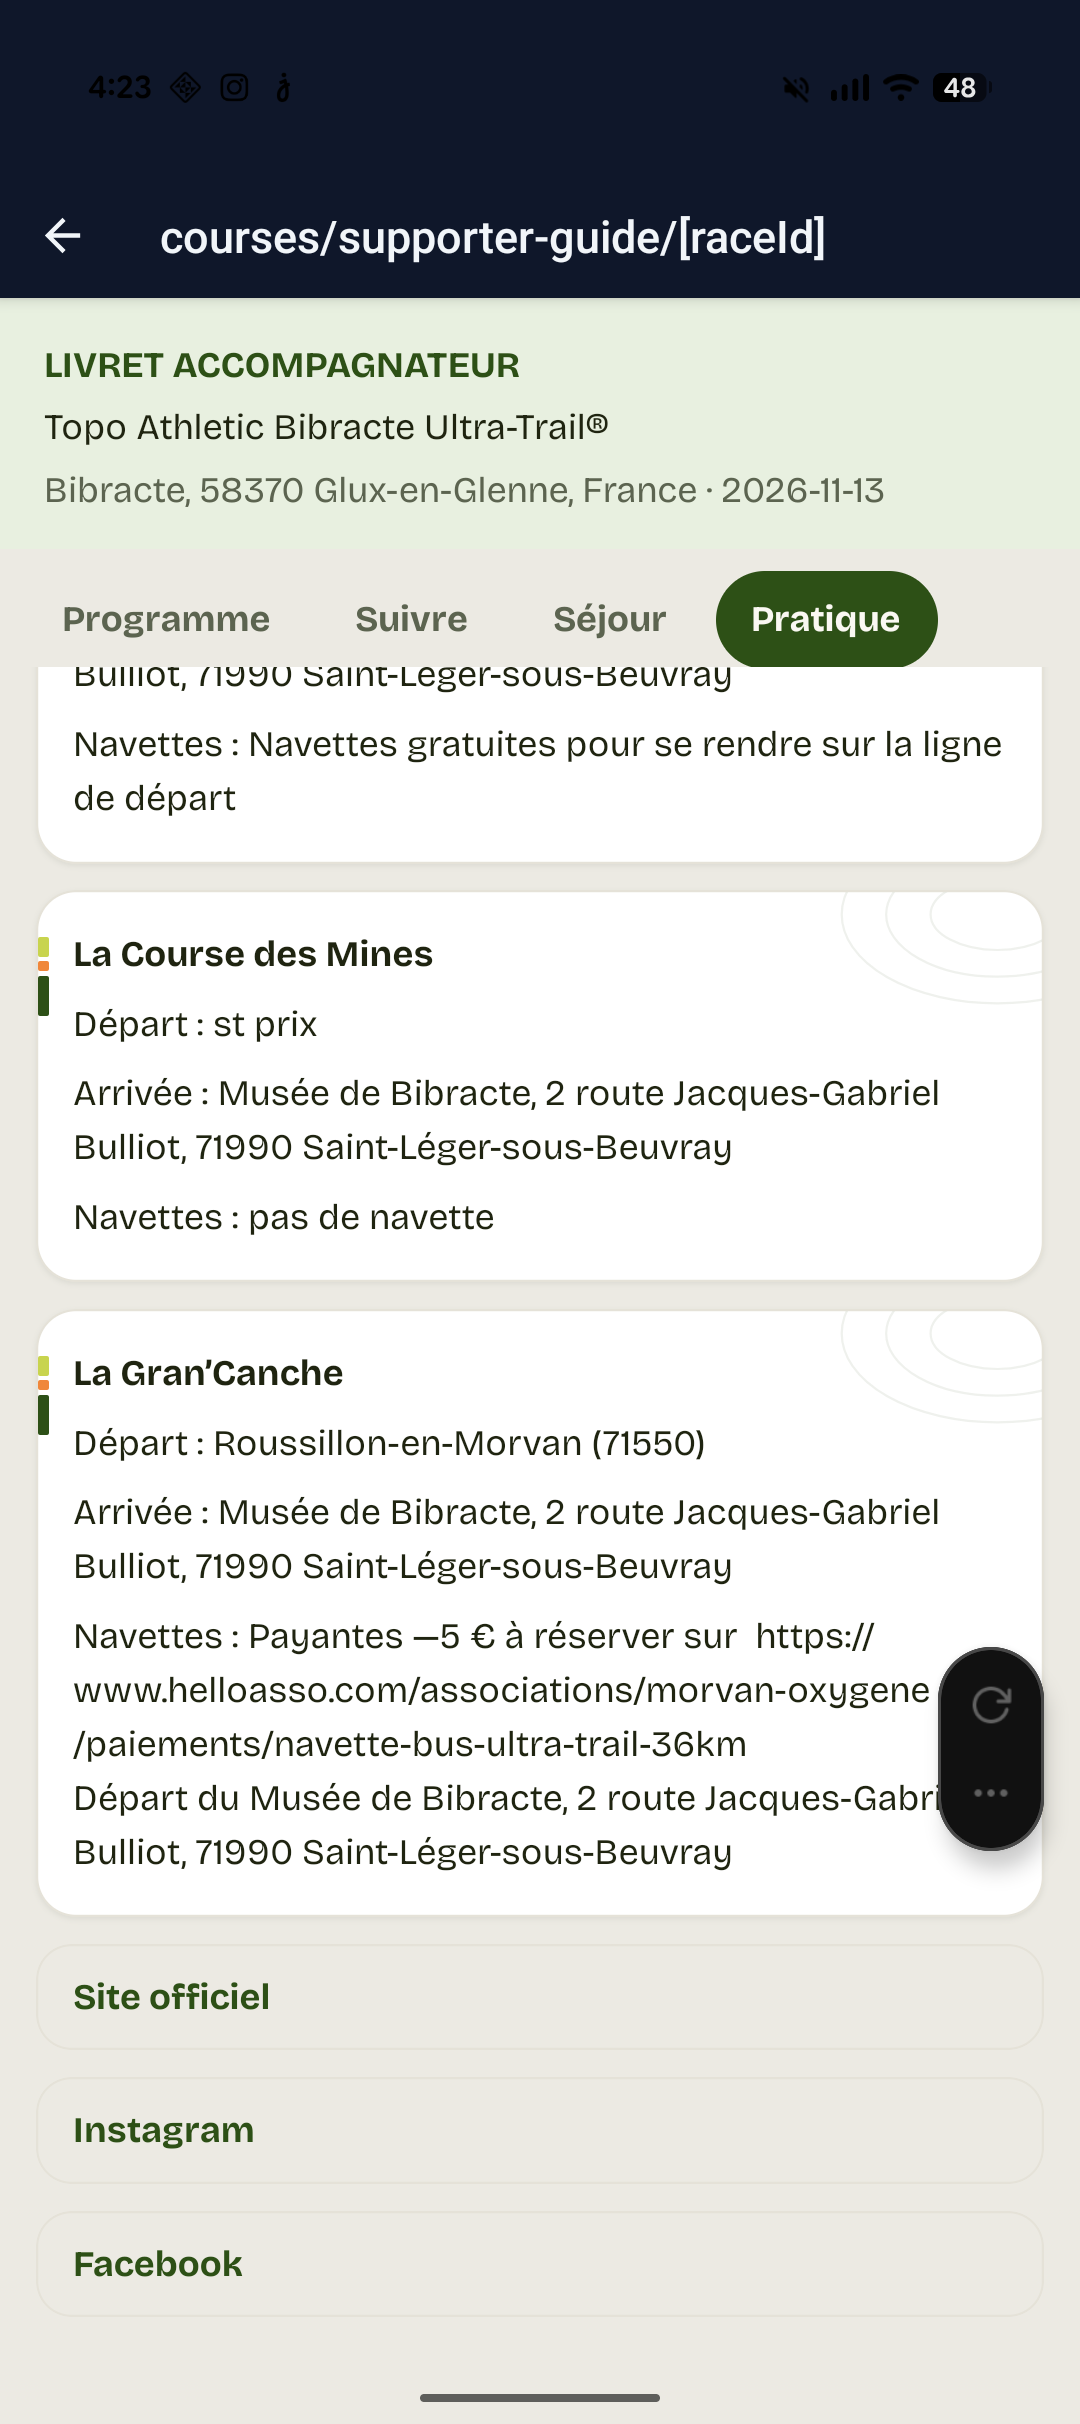 4:23
48
courses/supporter-guide/[raceId]
LIVRET ACCOMPAGNATEUR
Topo Athletic Bibracte Ultra-Trail®
Bibracte, 58370 Glux-en-Glenne, France · 2026-11-13
Programme Suivre Séjour Pratique
Bulliot, 71990 Saint-Léger-sous-Beuvray
Navettes : Navettes gratuites pour se rendre sur la ligne
de départ
La Course des Mines
Départ : st prix
Arrivée : Musée de Bibracte, 2 route Jacques-Gabriel
Bulliot, 71990 Saint-Léger-sous-Beuvray
Navettes : pas de navette
La Gran’Canche
Départ : Roussillon-en-Morvan (71550)
Arrivée : Musée de Bibracte, 2 route Jacques-Gabriel
Bulliot, 71990 Saint-Léger-sous-Beuvray
Navettes : Payantes —5 € à réserver sur  https://
www.helloasso.com/associations/morvan-oxygene
/paiements/navette-bus-ultra-trail-36km
Départ du Musée de Bibracte, 2 route Jacques-Gabri
Bulliot, 71990 Saint-Léger-sous-Beuvray
Site officiel
Instagram
Facebook